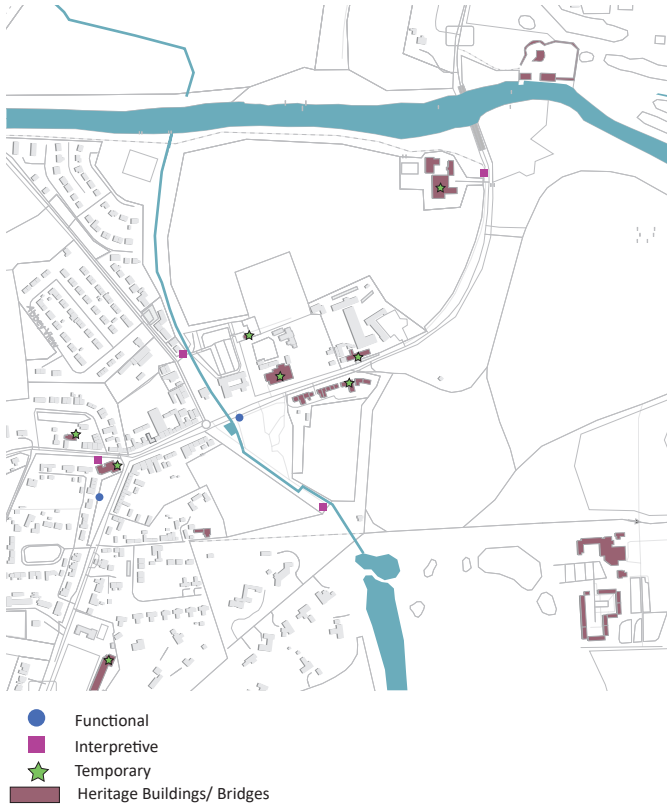 Functional
Interpretive
Temporary
Heritage Buildings/ Bridges